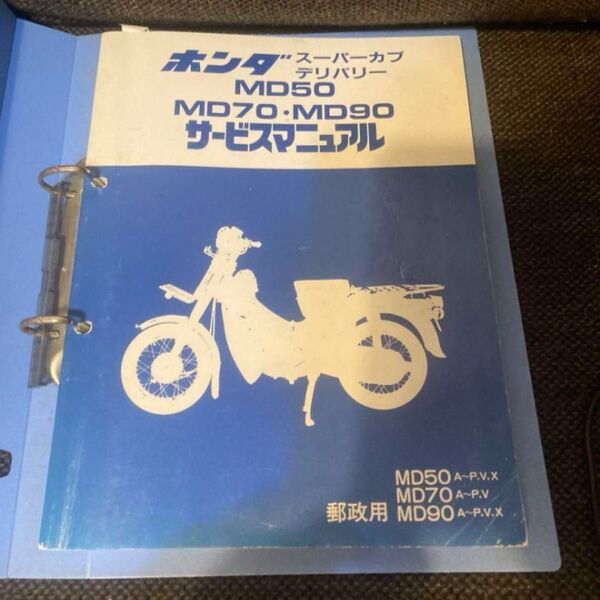 ホンダ スーパーカブ
デリバリー
MD50
MD70・MD90
サービスマニュアル
MD50 A~P.V.X
MD70 A~P.V
郵政用 MD90 A~P.V.X